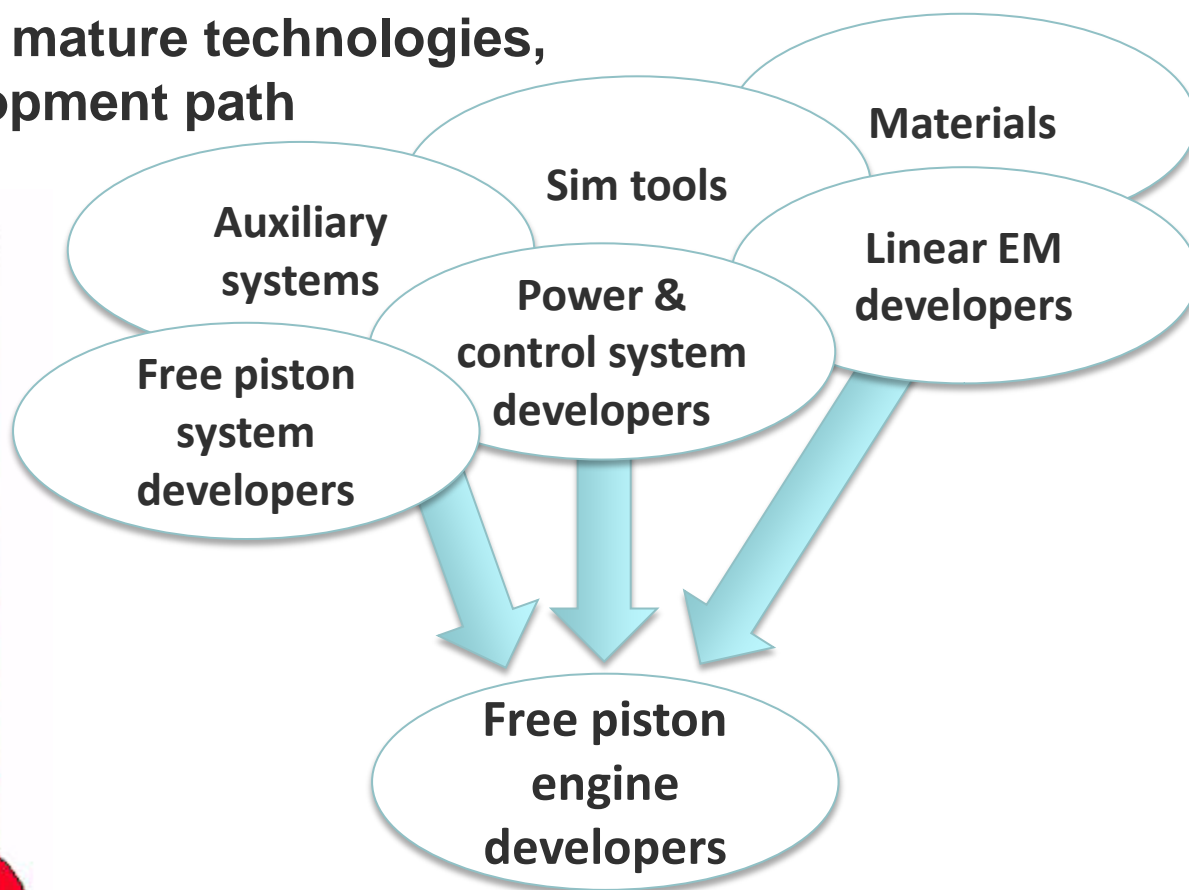 mature technologies,
opment path
Materials
Sim tools
Auxiliary
systems
Linear EM
developers
Power &
control system
developers
Free piston
system
developers
Free piston
engine
developers